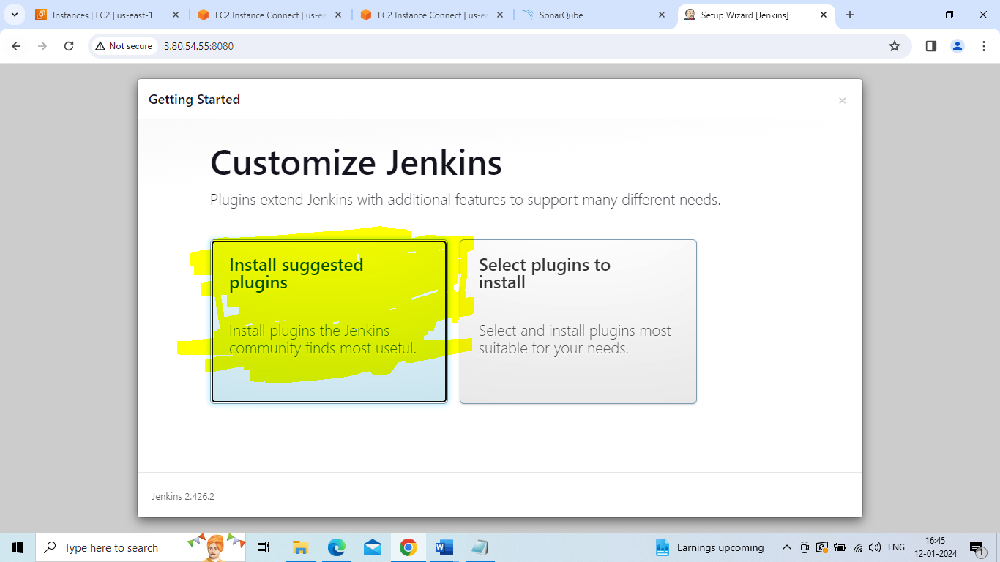 Instances | EC2 | us-east-1
EC2 Instance Connect | us-ea
EC2 Instance Connect | us-ea
SonarQube
Setup Wizard [Jenkins]
Not secure
3.80.54.55:8080
Getting Started
Customize Jenkins
Plugins extend Jenkins with additional features to support many different needs.
Install suggested
plugins
Install plugins the Jenkins
community finds most useful.
Select plugins to
install
Select and install plugins most
suitable for your needs.
Jenkins 2.426.2
Type here to search
Earnings upcoming
ENG
16:45
12-01-2024
1